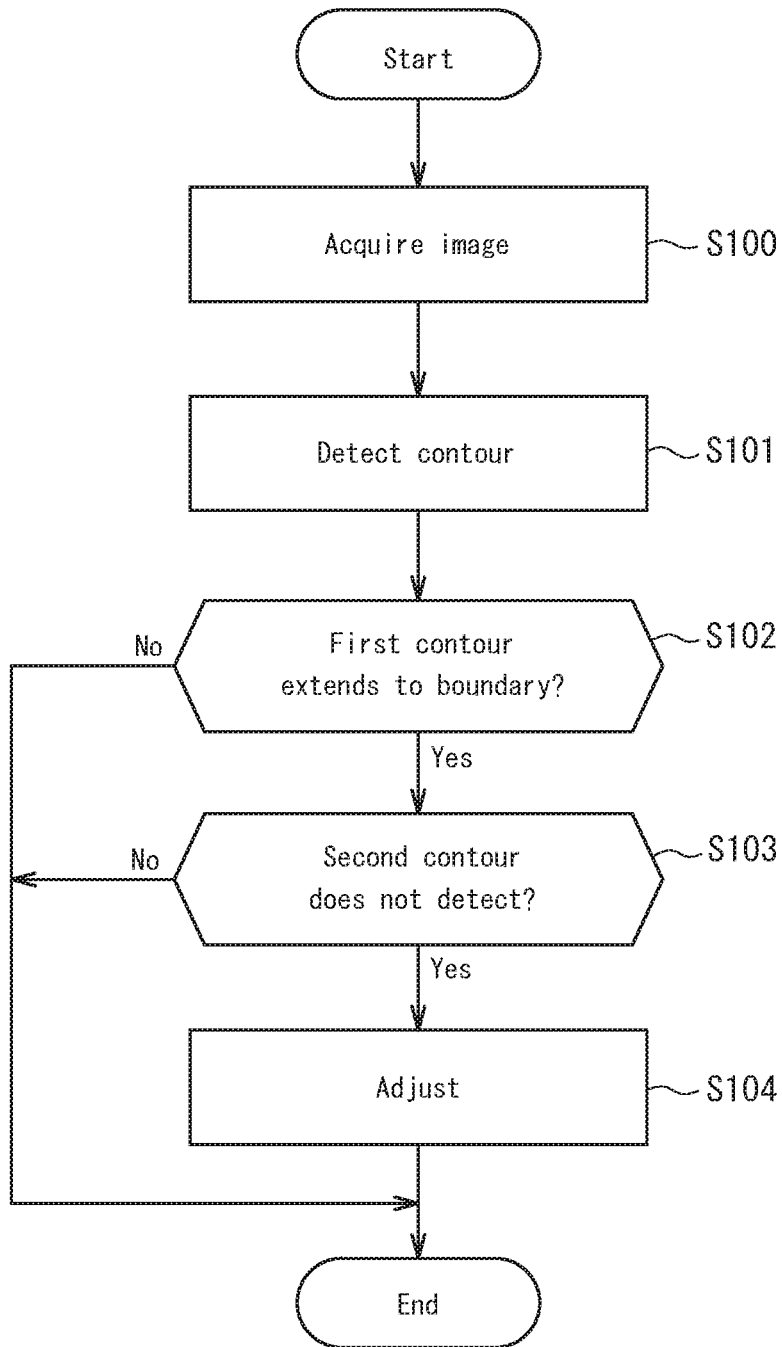 Start
Acquire image
S100
Detect contour
S101
First contour
extends to boundary?
S102
No
Yes
Second contour
does not detect?
S103
No
Yes
Adjust
S104
End